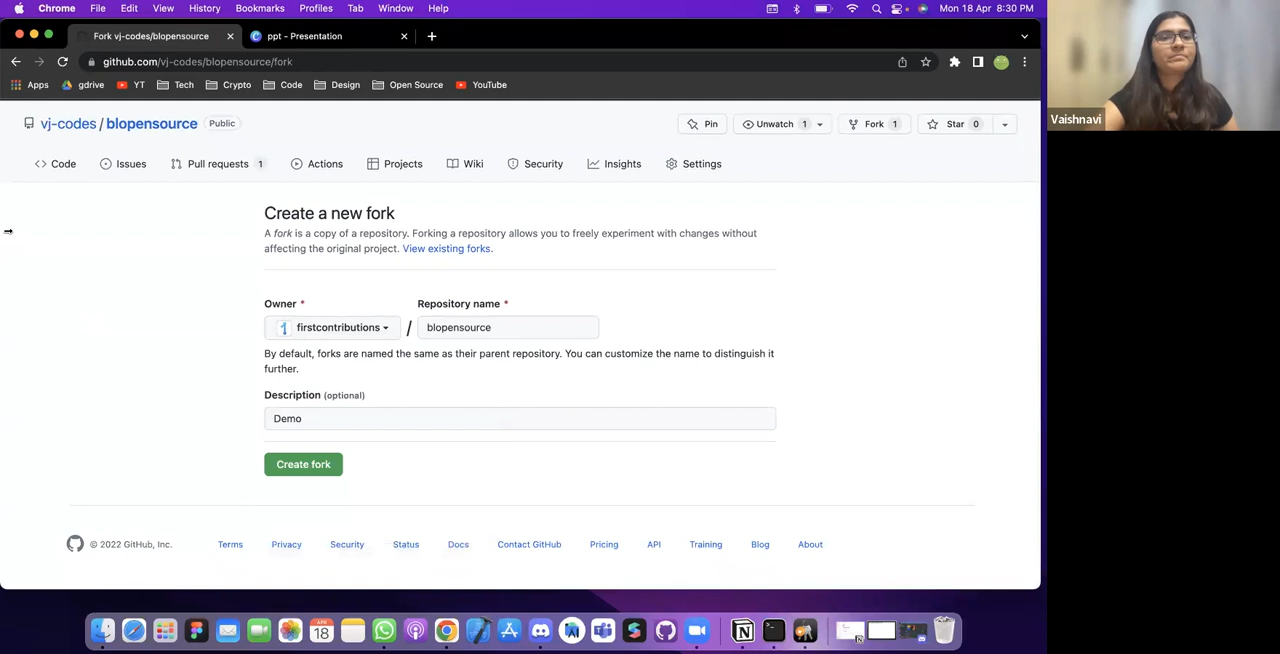 Chrome File Edit View History Bookmarks Profiles Tab Window Help Mon 18 Apr 8:30 PM
Fork vj-codes/blopensource ppt - Presentation
github.com/vj-codes/blopensource/fork
Apps gdrive YT Tech Crypto Code Design Open Source YouTube
Vaishnavi
vj-codes / blopensource Public Pin Unwatch 1 Fork 1 Star 0
Code Issues Pull requests 1 Actions Projects Wiki Security Insights Settings
Create a new fork
A fork is a copy of a repository. Forking a repository allows you to freely experiment with changes without
affecting the original project. View existing forks.
Owner * Repository name *
firstcontributions / blopensource
By default, forks are named the same as their parent repository. You can customize the name to distinguish it
further.
Description (optional)
Demo
Create fork
© 2022 GitHub, Inc. Terms Privacy Security Status Docs Contact GitHub Pricing API Training Blog About
APR
18